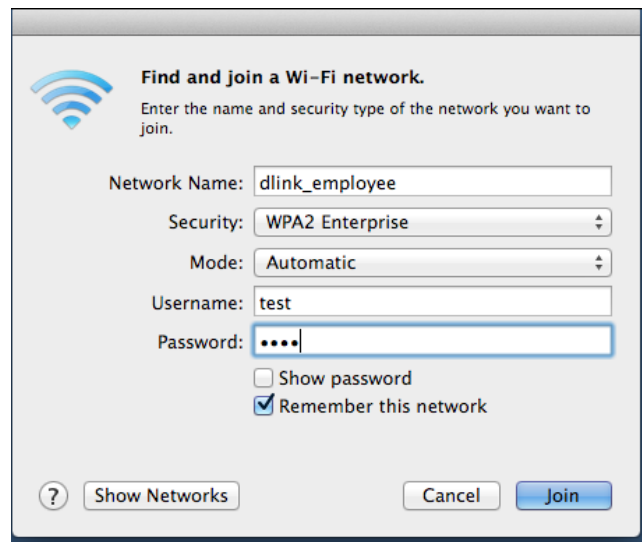 Find and join a Wi-Fi network.
Enter the name and security type of the network you want to
join.
Network Name: dlink_employee
Security: WPA2 Enterprise
Mode: Automatic
Username: test
Password: ••••
Show password
Remember this network
? Show Networks Cancel Join